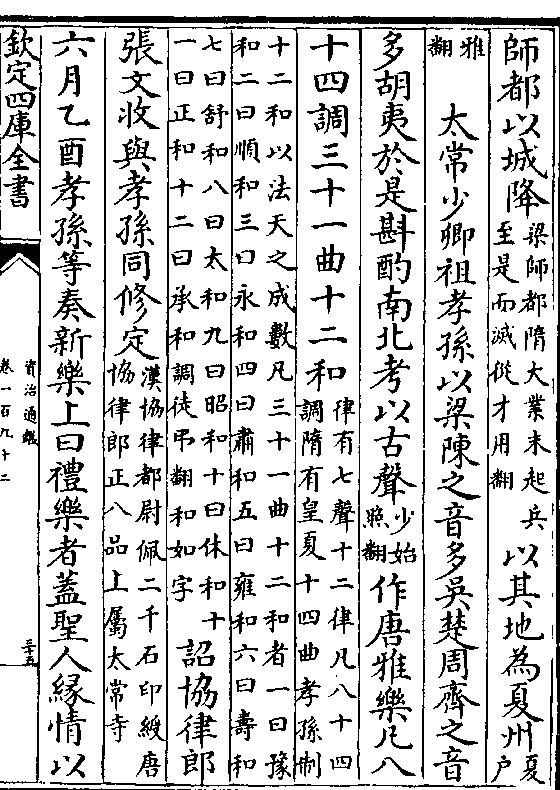 師都以城降
梁師都隋大業末起兵
至是而滅從才用翻
以其地為夏州
夏
户
雅
翻
太常少卿祖孝孫以梁陳之音多吳楚周齊之音
多胡夷於是斟酌南北考以古聲
少始
照翻
作唐雅樂凡八
十四調三十一曲十二和
律有七聲十二律凡八十四
調隋有皇夏十四曲孝孫制
十二和以法天之成數凡三十一曲十二和者一曰豫
和二曰順和三曰永和四曰肅和五曰雍和六曰壽和
七曰舒和八曰太和九曰昭和十曰休和十
一曰正和十二曰承和調徒弔翻和如字
詔協律郎
張文收與孝孫同修定
漢協律都尉佩二千石印綬唐
協律郎正八品上屬太常寺
六月乙酉孝孫等奏新樂上曰禮樂者蓋聖人緣情以
欽定四庫全書
資治通鑑
卷一百九十二
三十五